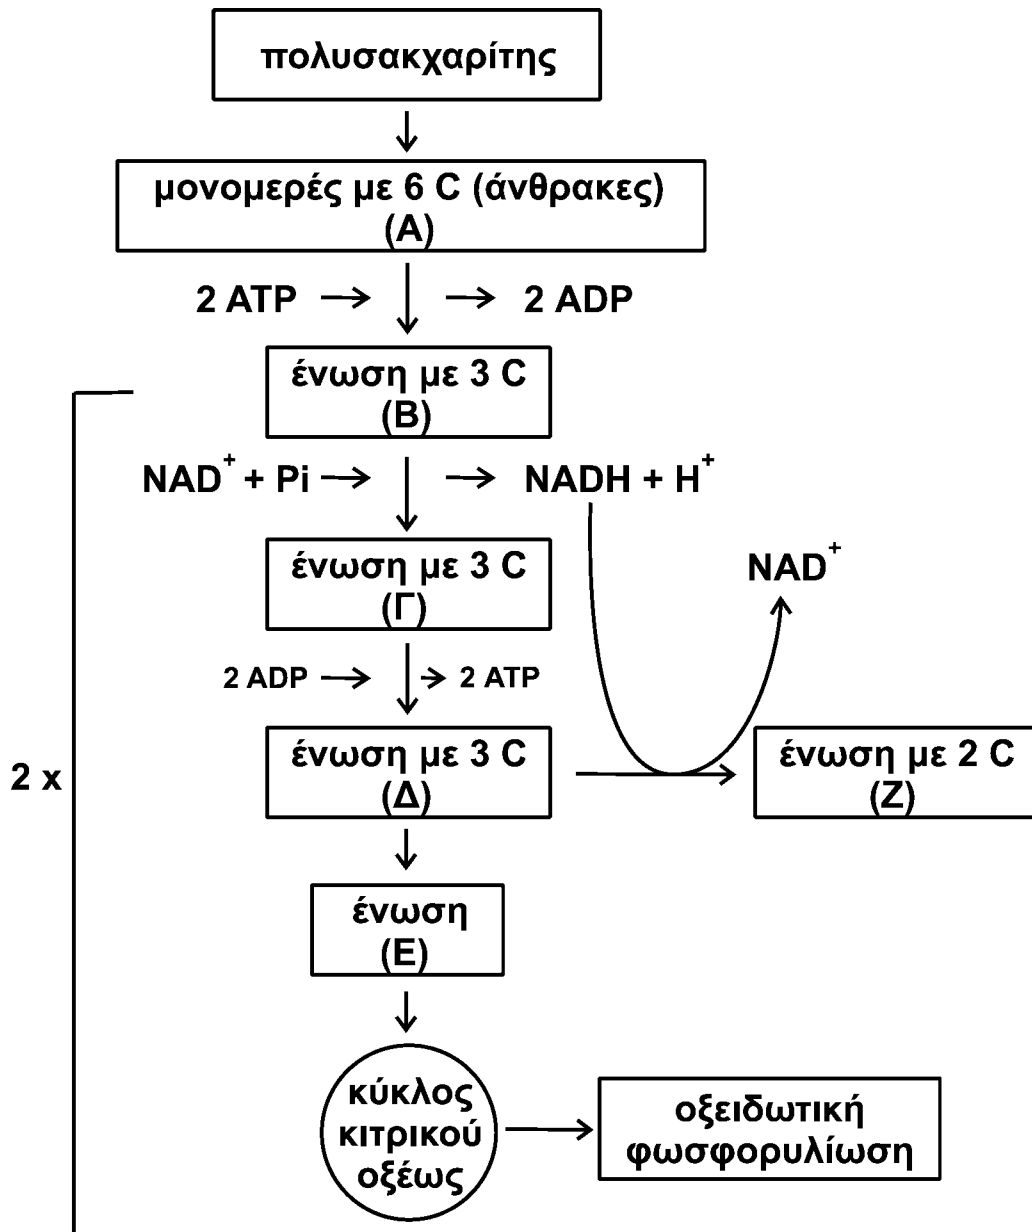 πολυσακχαρίτης
μονομερές με 6 C (άνθρακες)
(Α)
2 ATP → → 2 ADP
ένωση με 3 C
(Β)
NAD⁺ + Pi → → NADH + H⁺
ένωση με 3 C
(Γ)
NAD⁺
2 ADP → → 2 ATP
2 x
ένωση με 3 C
(Δ)
ένωση με 2 C
(Ζ)
ένωση
(Ε)
κύκλος
κιτρικού
οξέως
οξειδωτική
φωσφορυλίωση